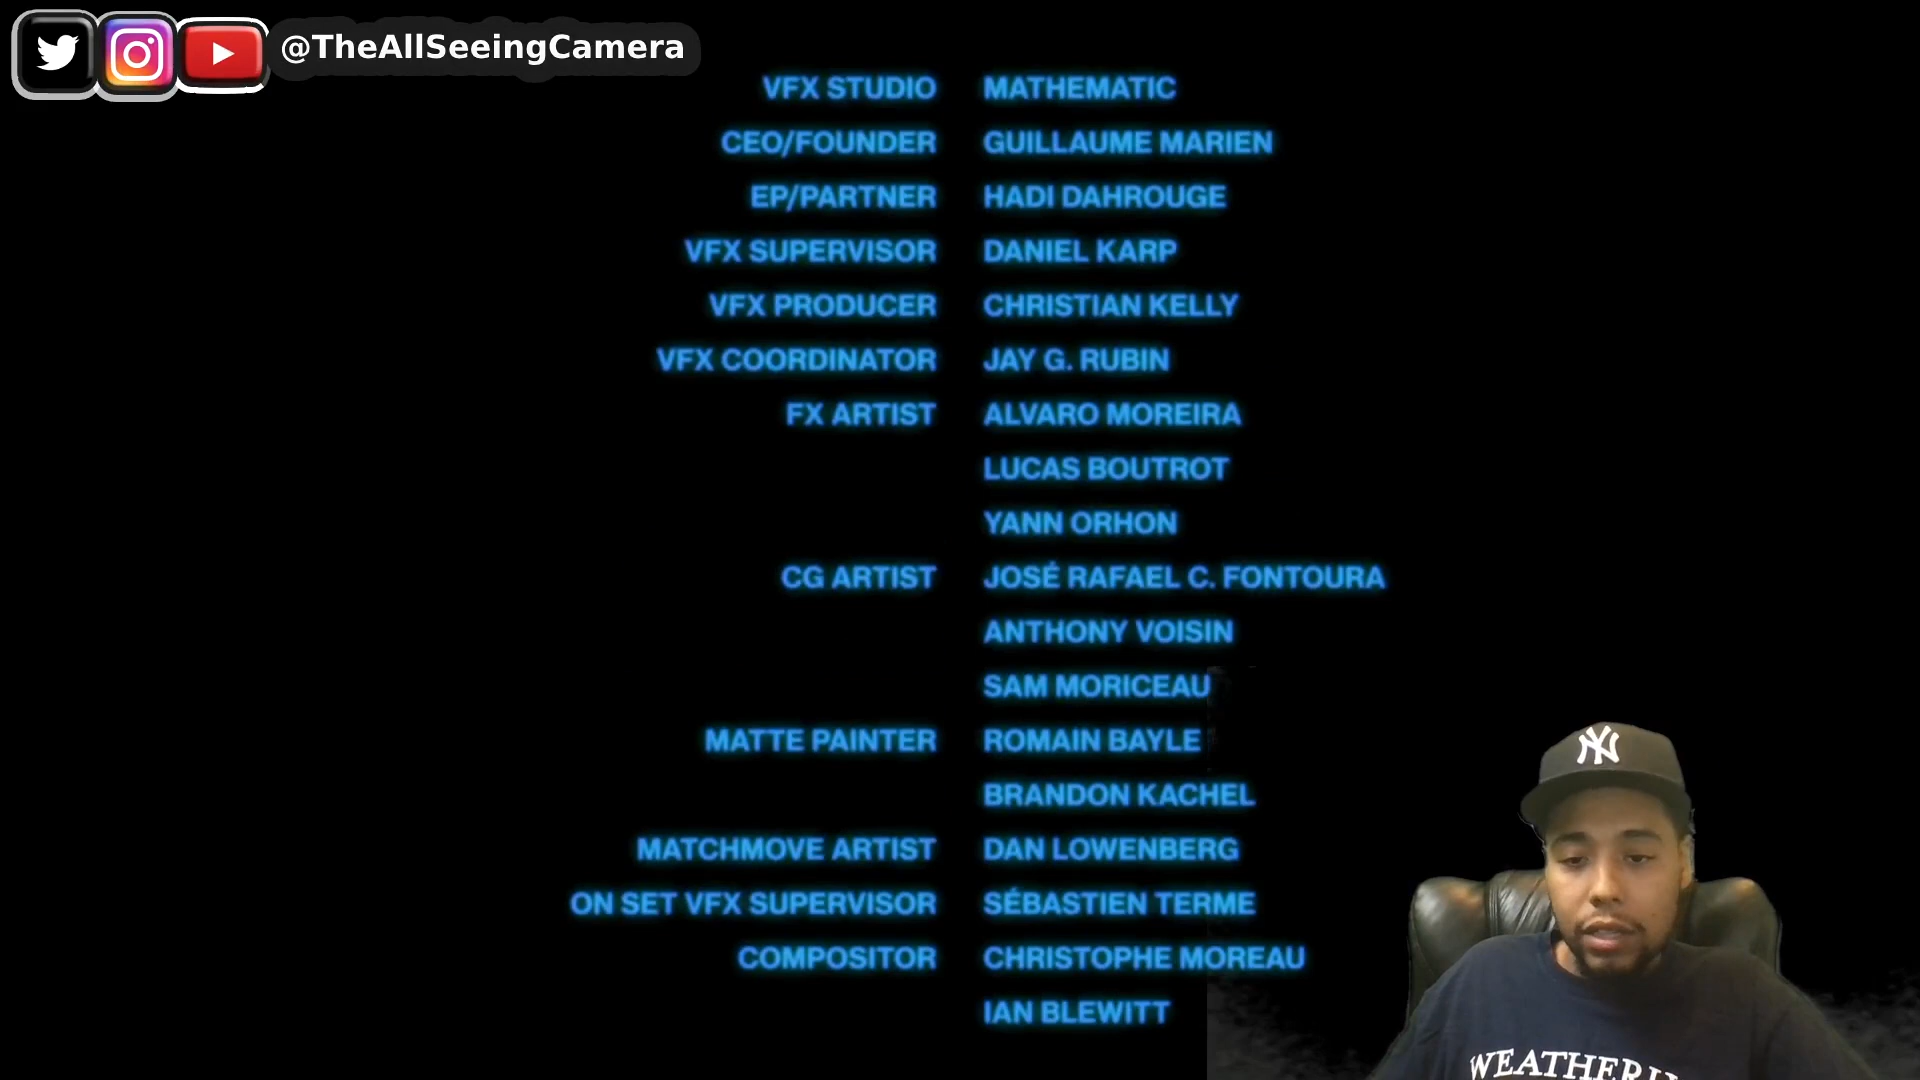 @TheAllSeeingCamera
VFX STUDIO MATHEMATIC
CEO/FOUNDER GUILLAUME MARIEN
EP/PARTNER HADI DAHROUGE
VFX SUPERVISOR DANIEL KARP
VFX PRODUCER CHRISTIAN KELLY
VFX COORDINATOR JAY G. RUBIN
FX ARTIST ALVARO MOREIRA
LUCAS BOUTROT
YANN ORHON
CG ARTIST JOSÉ RAFAEL C. FONTOURA
ANTHONY VOISIN
SAM MORICEAU
MATTE PAINTER ROMAIN BAYLE
BRANDON KACHEL
MATCHMOVE ARTIST DAN LOWENBERG
ON SET VFX SUPERVISOR SÉBASTIEN TERME
COMPOSITOR CHRISTOPHE MOREAU
IAN BLEWITT
NY